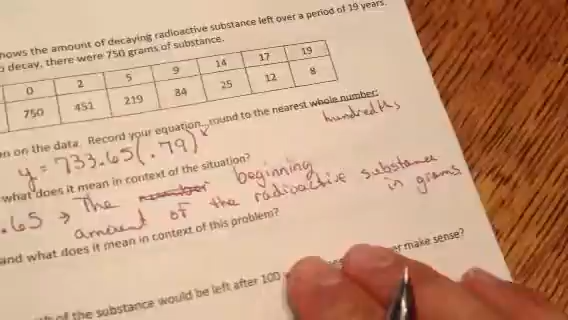 hows the amount of decaying radioactive substance left over a period of 19 years.
decay, there were 750 grams of substance.
0 2 5 9 14 17 19
750 451 219 84 25 12 8
n on the data. Record your equation...round to the nearest whole number:
hundredths
y = 733.65(.79)ˣ
what does it mean in context of the situation?
.65 → The number beginning
amount of the radioactive substance
in grams
and what does it mean in context of this problem?
of the substance would be left after 100 er make sense?